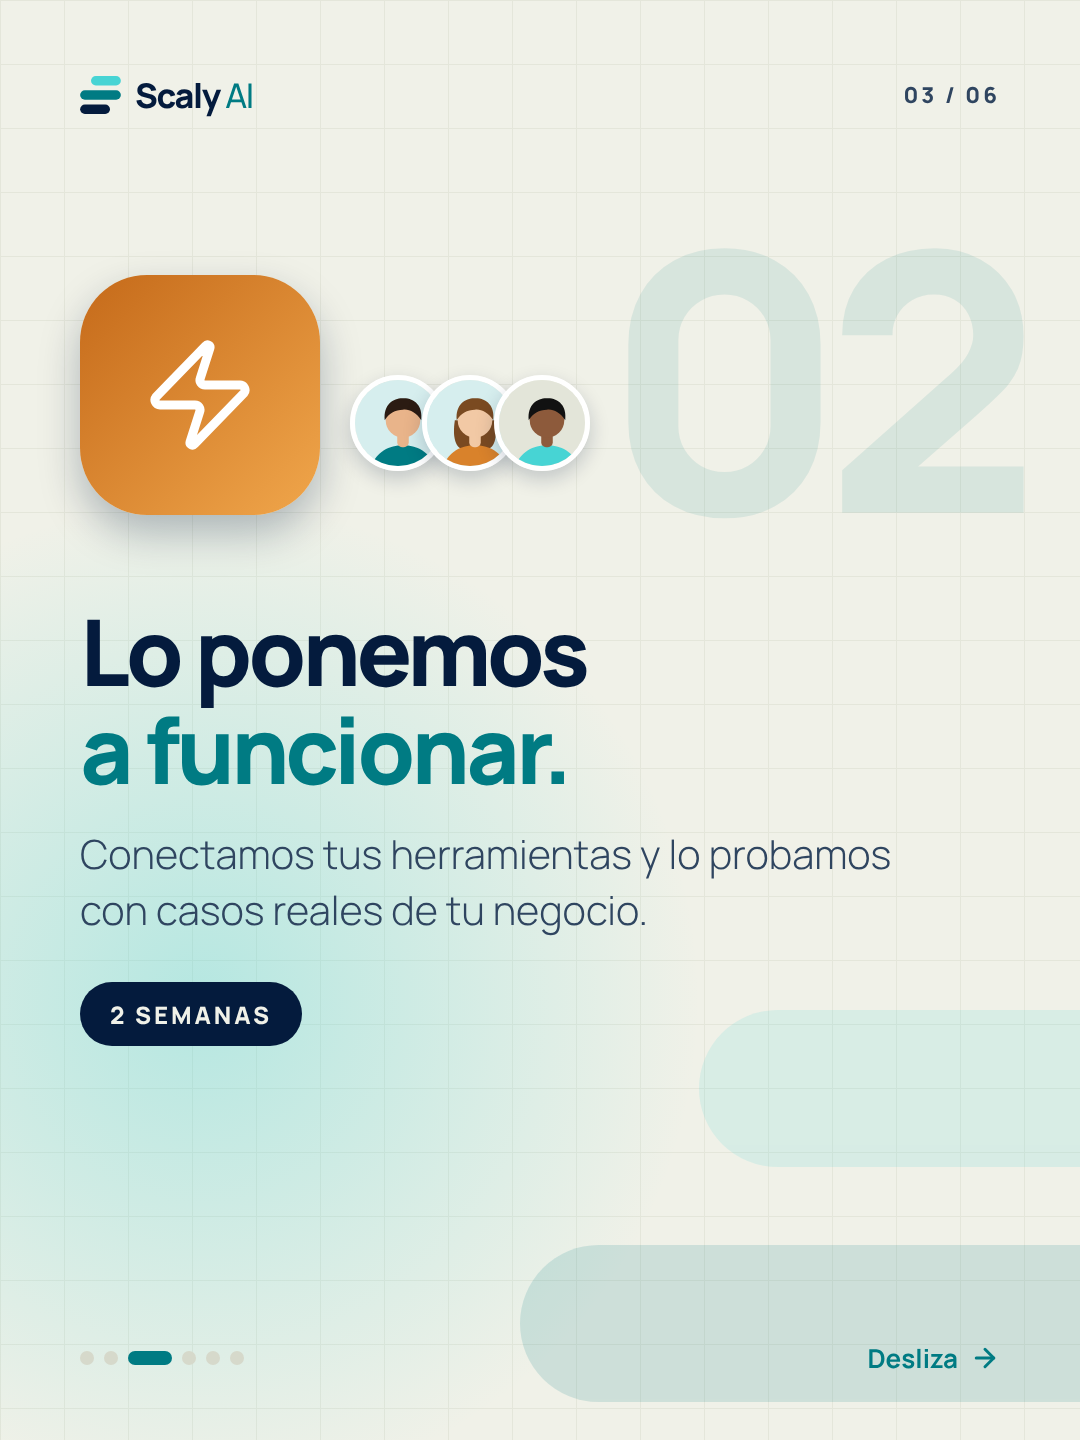 Scaly AI
03 / 06
02
Lo ponemos
a funcionar.
Conectamos tus herramientas y lo probamos
con casos reales de tu negocio.
2 SEMANAS
Desliza →